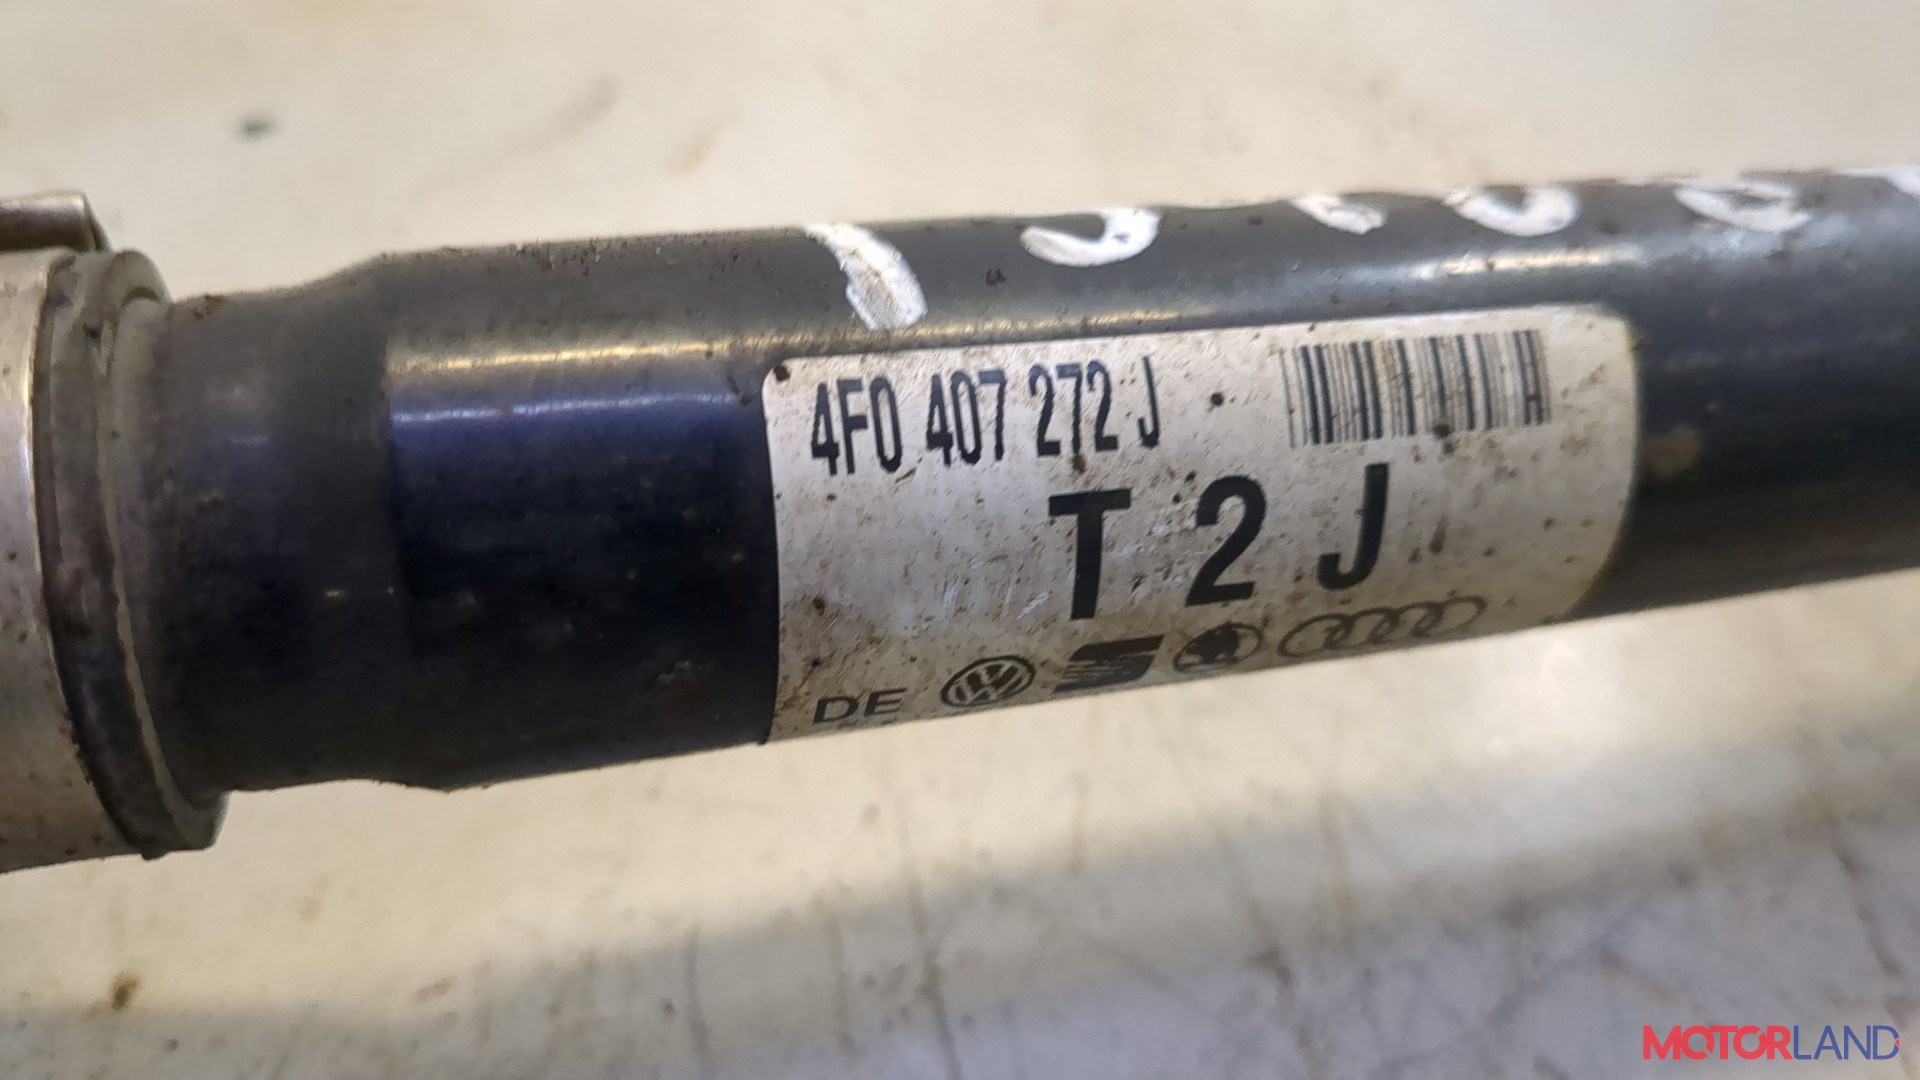 4F0 407 272 J
T 2 J
DE
MOTORLAND